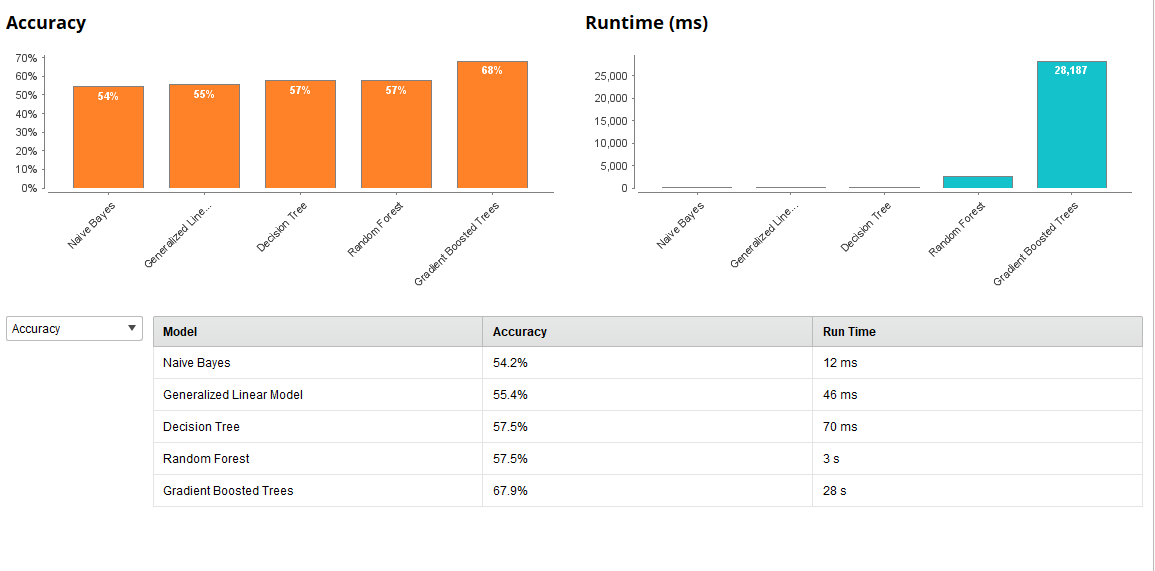 Accuracy
70%
60%
50%
40%
30%
20%
10%
0%
54%
55%
57%
57%
68%
Naive Bayes
Generalized Line...
Decision Tree
Random Forest
Gradient Boosted Trees
Runtime (ms)
25,000
20,000
15,000
10,000
5,000
0
28,187
Naive Bayes
Generalized Line...
Decision Tree
Random Forest
Gradient Boosted Trees
Accuracy
Model Accuracy Run Time
Naive Bayes 54.2% 12 ms
Generalized Linear Model 55.4% 46 ms
Decision Tree 57.5% 70 ms
Random Forest 57.5% 3 s
Gradient Boosted Trees 67.9% 28 s